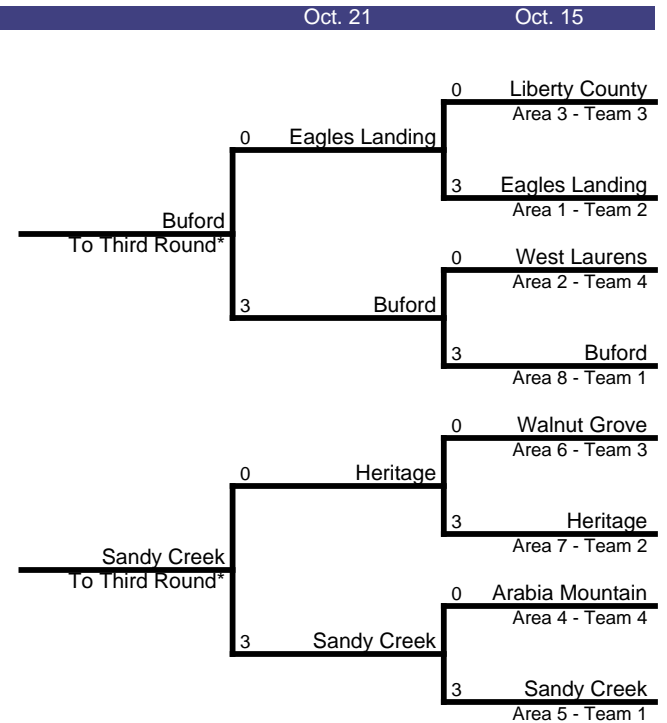 Oct. 21 Oct. 15
0 Liberty County
Area 3 - Team 3
0 Eagles Landing
3 Eagles Landing
Area 1 - Team 2
Buford
To Third Round*
0 West Laurens
Area 2 - Team 4
3 Buford
3 Buford
Area 8 - Team 1
0 Walnut Grove
Area 6 - Team 3
0 Heritage
3 Heritage
Area 7 - Team 2
Sandy Creek
To Third Round*
0 Arabia Mountain
Area 4 - Team 4
3 Sandy Creek
3 Sandy Creek
Area 5 - Team 1